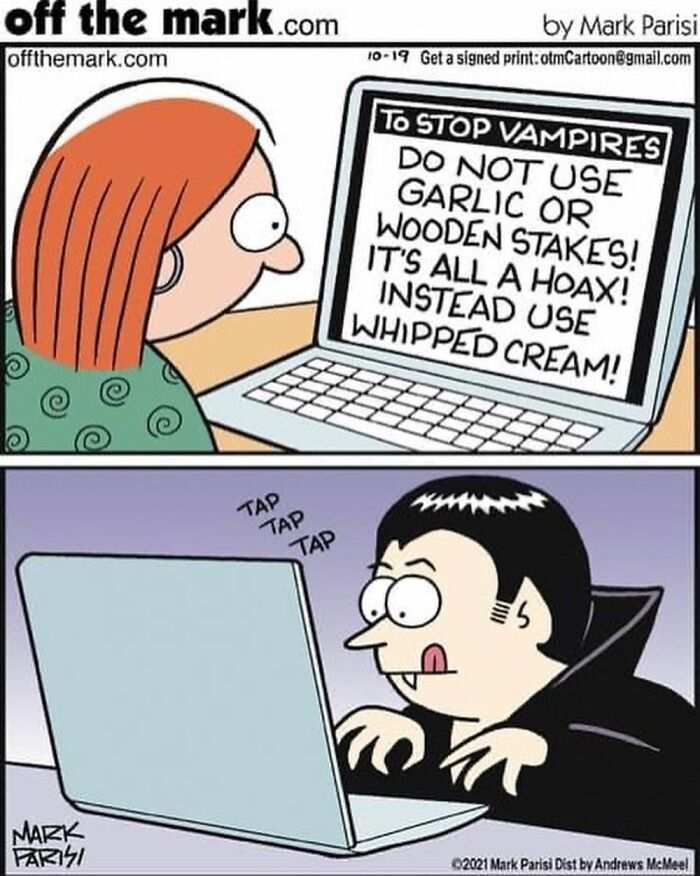 off the mark.com by Mark Parisi
offthemark.com
10-19 Get a signed print: otmCartoon@gmail.com
TO STOP VAMPIRES
DO NOT USE
GARLIC OR
WOODEN STAKES!
IT'S ALL A HOAX!
INSTEAD USE
WHIPPED CREAM!
TAP
TAP
TAP
MARK
PARISI
©2021 Mark Parisi Dist by Andrews McMeel